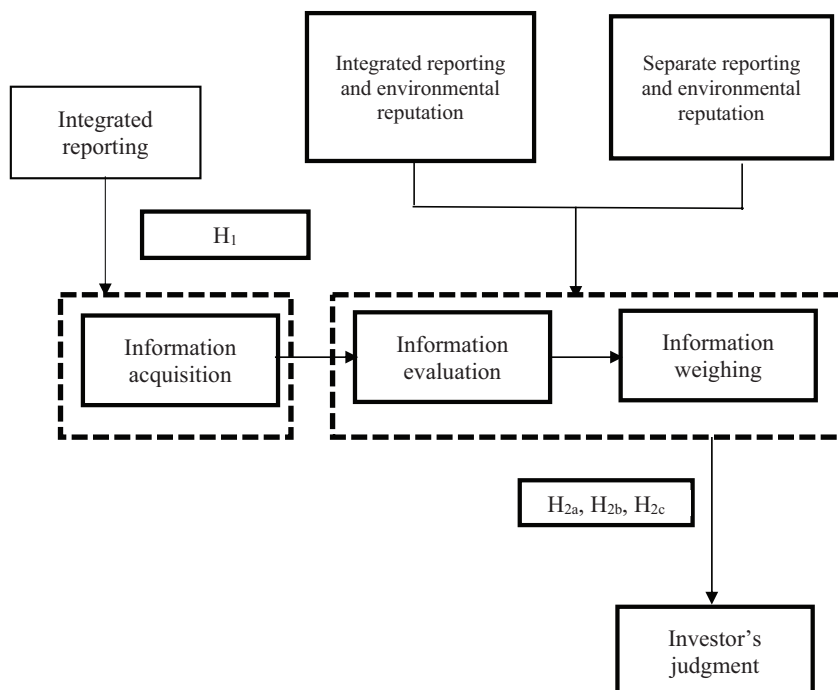 Integrated reporting
and environmental
reputation
Separate reporting
and environmental
reputation
Integrated
reporting
H1
Information
acquisition
Information
evaluation
Information
weighing
H2a, H2b, H2c
Investor’s
judgment